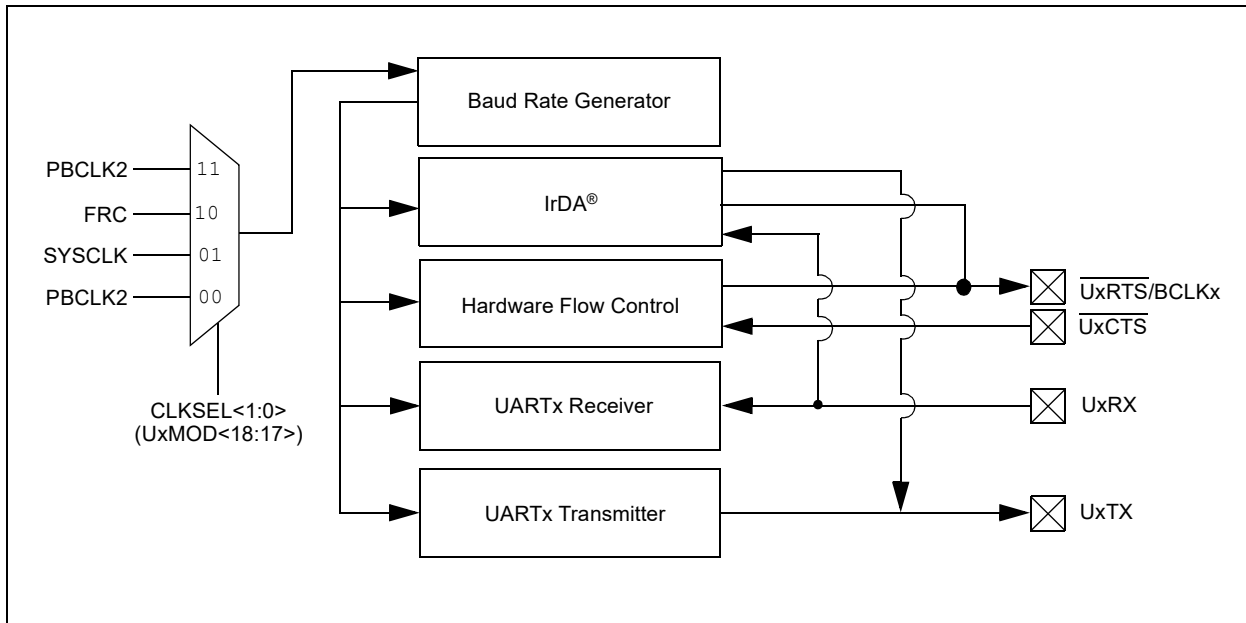 Baud Rate Generator
PBCLK2
11
IrDA®
FRC
10
SYSCLK
01
PBCLK2
00
Hardware Flow Control
UxRTS/BCLKx
UxCTS
CLKSEL<1:0>
(UxMOD<18:17>)
UARTx Receiver
UxRX
UARTx Transmitter
UxTX